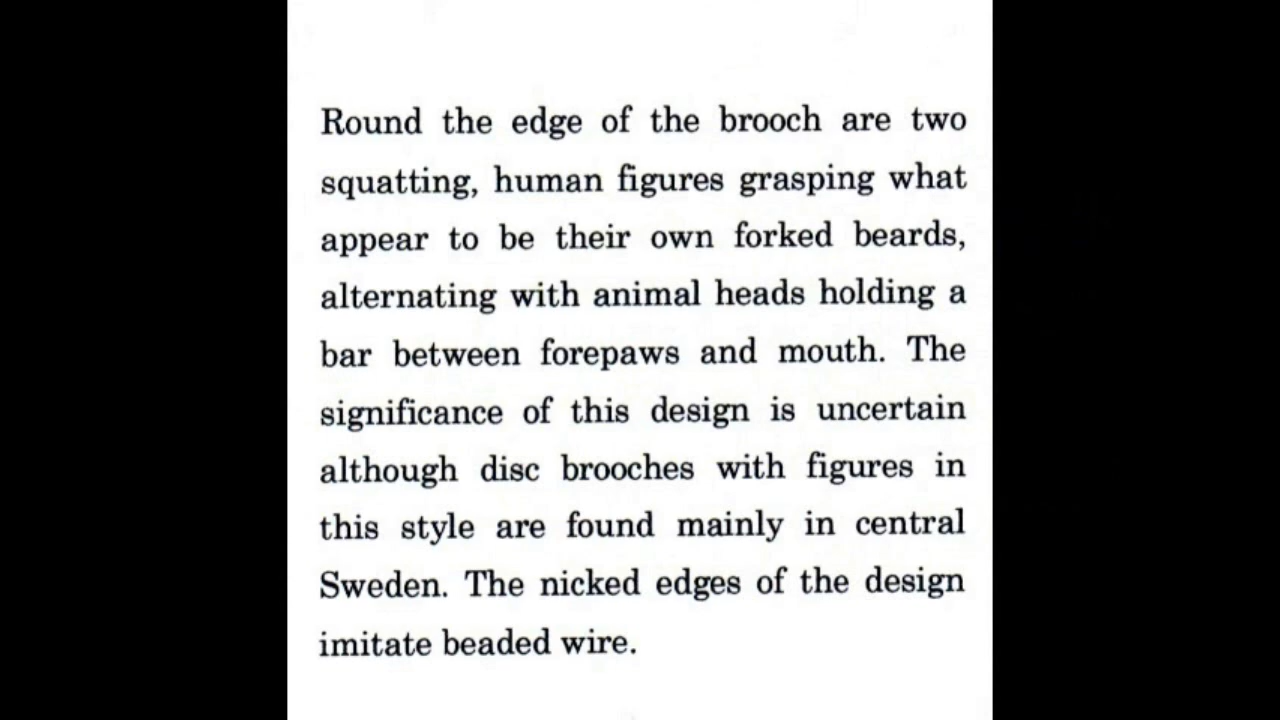 Round the edge of the brooch are two
squatting, human figures grasping what
appear to be their own forked beards,
alternating with animal heads holding a
bar between forepaws and mouth. The
significance of this design is uncertain
although disc brooches with figures in
this style are found mainly in central
Sweden. The nicked edges of the design
imitate beaded wire.